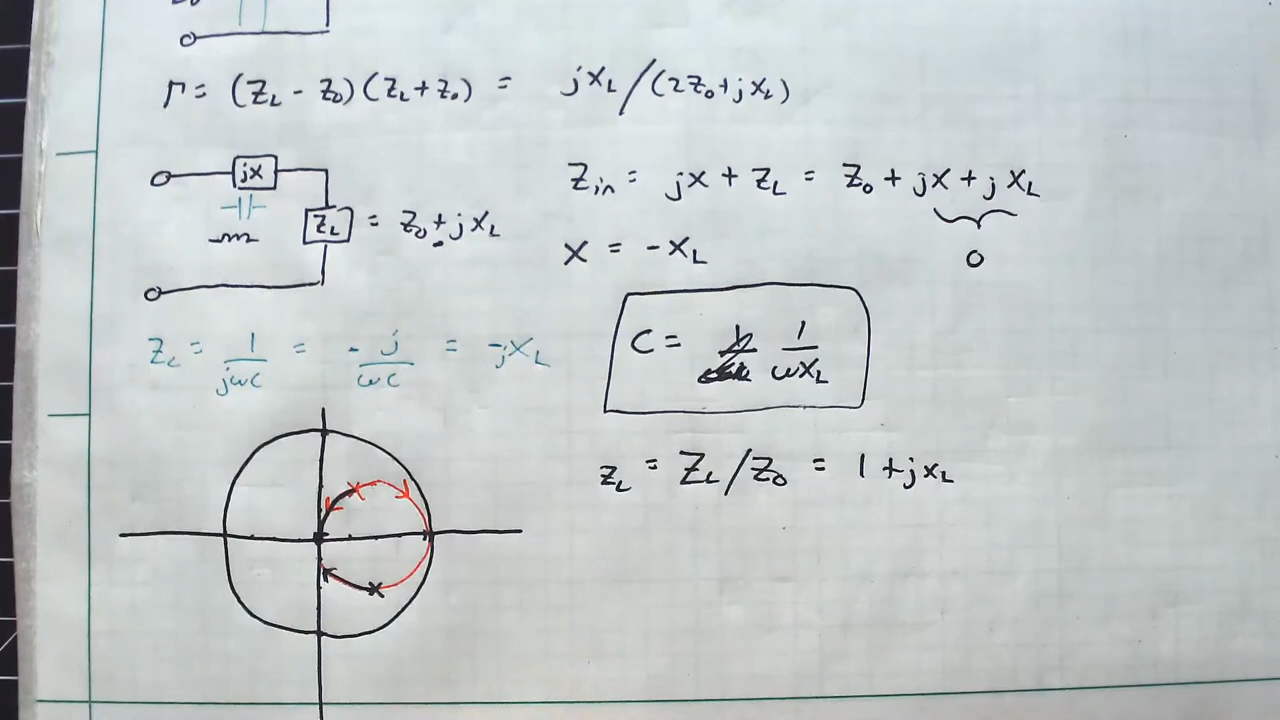 Γ = (Z_L - Z_0)(Z_L + Z_0) = jX_L/(2Z_0 + jX_L)
jX
Z_L = Z_0 + jX_L
Z_in = jX + Z_L = Z_0 + jX + jX_L
0
X = -X_L
Z_c = 1/jωC = -j/ωC = -jX_L
C = 1/ωX_L
z_L = Z_L/Z_0 = 1 + jx_L